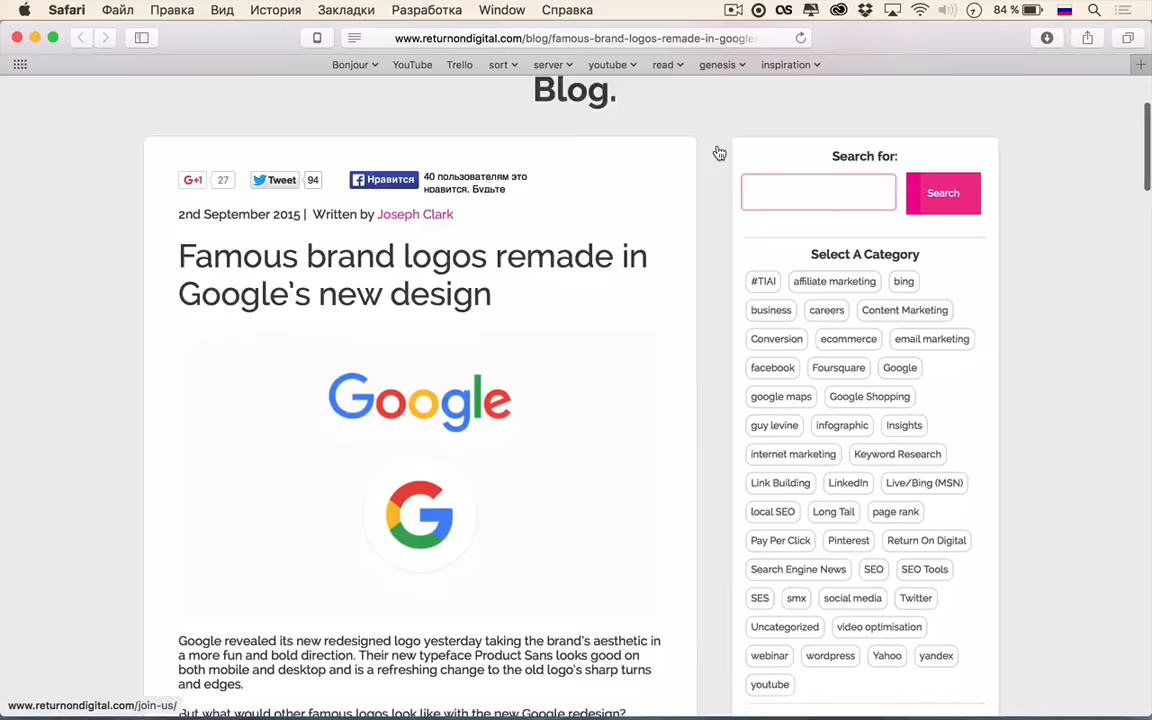 Safari Файл Правка Вид История Закладки Разработка Window Справка 84 %
www.returnondigital.com/blog/famous-brand-logos-remade-in-google
Bonjour YouTube Trello sort server youtube read genesis inspiration
Blog.
G+1 27 Tweet 94 Нравится 40 пользователям это нравится. Будьте
2nd September 2015 | Written by Joseph Clark
Famous brand logos remade in
Google's new design
Google
G
Google revealed its new redesigned logo yesterday taking the brand's aesthetic in
a more fun and bold direction. Their new typeface Product Sans looks good on
both mobile and desktop and is a refreshing change to the old logo's sharp turns
and edges.
But what would other famous logos look like with the new Google redesign?
Search for:
Search
Select A Category
#TIAI affiliate marketing bing
business careers Content Marketing
Conversion ecommerce email marketing
facebook Foursquare Google
google maps Google Shopping
guy levine infographic Insights
internet marketing Keyword Research
Link Building LinkedIn Live/Bing (MSN)
local SEO Long Tail page rank
Pay Per Click Pinterest Return On Digital
Search Engine News SEO SEO Tools
SES smx social media Twitter
Uncategorized video optimisation
webinar wordpress Yahoo yandex
youtube
www.returnondigital.com/join-us/